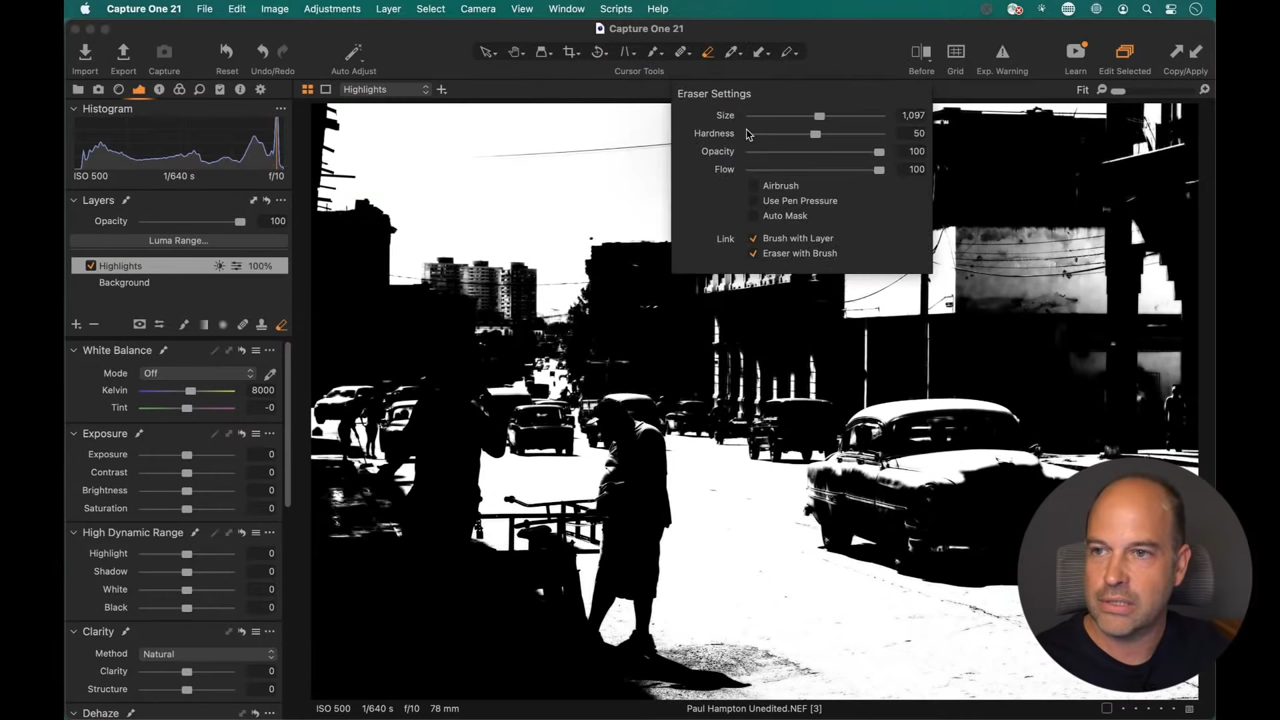 Capture One 21 File Edit Image Adjustments Layer Select Camera View Window Scripts Help
Capture One 21
Import Export Capture Reset Undo/Redo Auto Adjust Cursor Tools Before Grid Exp. Warning Learn Edit Selected Copy/Apply
Highlights
Fit
Histogram
ISO 500 1/640 s f/10
Layers
Opacity 100
Luma Range...
Highlights 100%
Background
White Balance
Mode Off
Kelvin 8000
Tint -0
Exposure
Exposure 0
Contrast 0
Brightness 0
Saturation 0
High Dynamic Range
Highlight 0
Shadow 0
White 0
Black 0
Clarity
Method Natural
Clarity 0
Structure 0
Dehaze
Eraser Settings
Size 1,097
Hardness 50
Opacity 100
Flow 100
Airbrush
Use Pen Pressure
Auto Mask
Link Brush with Layer
Eraser with Brush
ISO 500 1/640 s f/10 78 mm Paul Hampton Unedited.NEF [3]